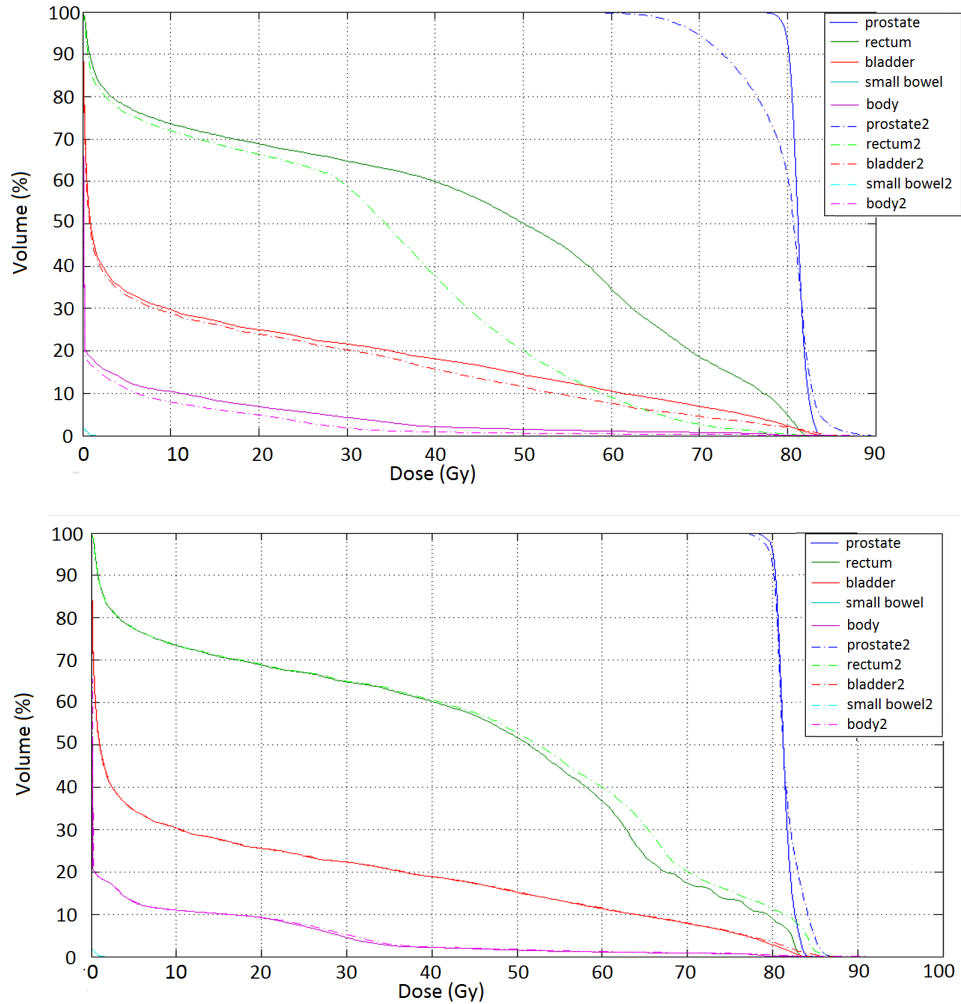 100
90
80
70
60
50
40
30
20
10
0
Volume (%)
0 10 20 30 40 50 60 70 80 90
Dose (Gy)
prostate
rectum
bladder
small bowel
body
prostate2
rectum2
bladder2
small bowel2
body2
100
90
80
70
60
50
40
30
20
10
0
Volume (%)
0 10 20 30 40 50 60 70 80 90 100
Dose (Gy)
prostate
rectum
bladder
small bowel
body
prostate2
rectum2
bladder2
small bowel2
body2